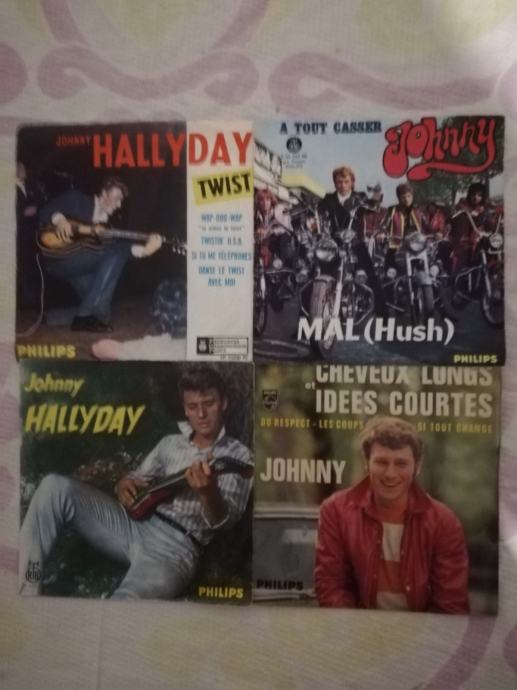 JOHNNY HALLYDAY
TWIST
WAP-DOU-WAP
TWISTIN' U.S.A.
SI TU ME TÉLÉPHONES
DANSE LE TWIST
AVEC MOI
PHILIPS
A TOUT CASSER
Johnny
MAL (Hush)
PHILIPS
Johnny
HALLYDAY
PHILIPS
CHEVEUX LONGS
et
IDEES COURTES
DU RESPECT - LES COUPS
SI TOUT CHANGE
JOHNNY
PHILIPS